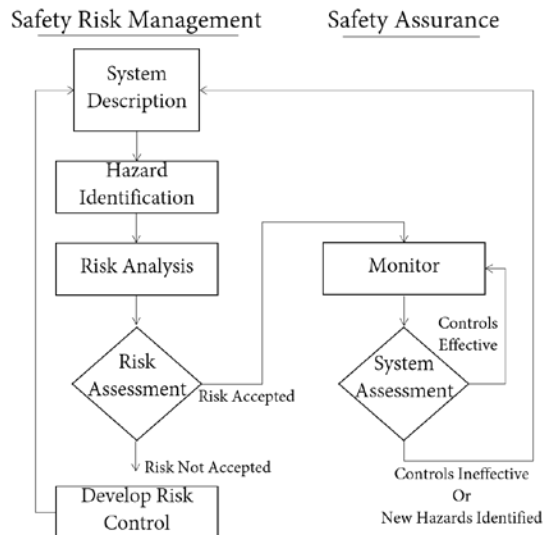 Safety Risk Management
Safety Assurance
System
Description
Hazard
Identification
Risk Analysis
Monitor
Controls
Effective
Risk
Assessment
System
Assessment
Risk Accepted
Risk Not Accepted
Controls Ineffective
Or
New Hazards Identified
Develop Risk
Control